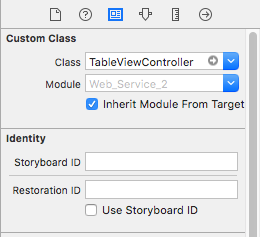 Custom Class
Class TableViewController
Module Web_Service_2
Inherit Module From Target
Identity
Storyboard ID
Restoration ID
Use Storyboard ID